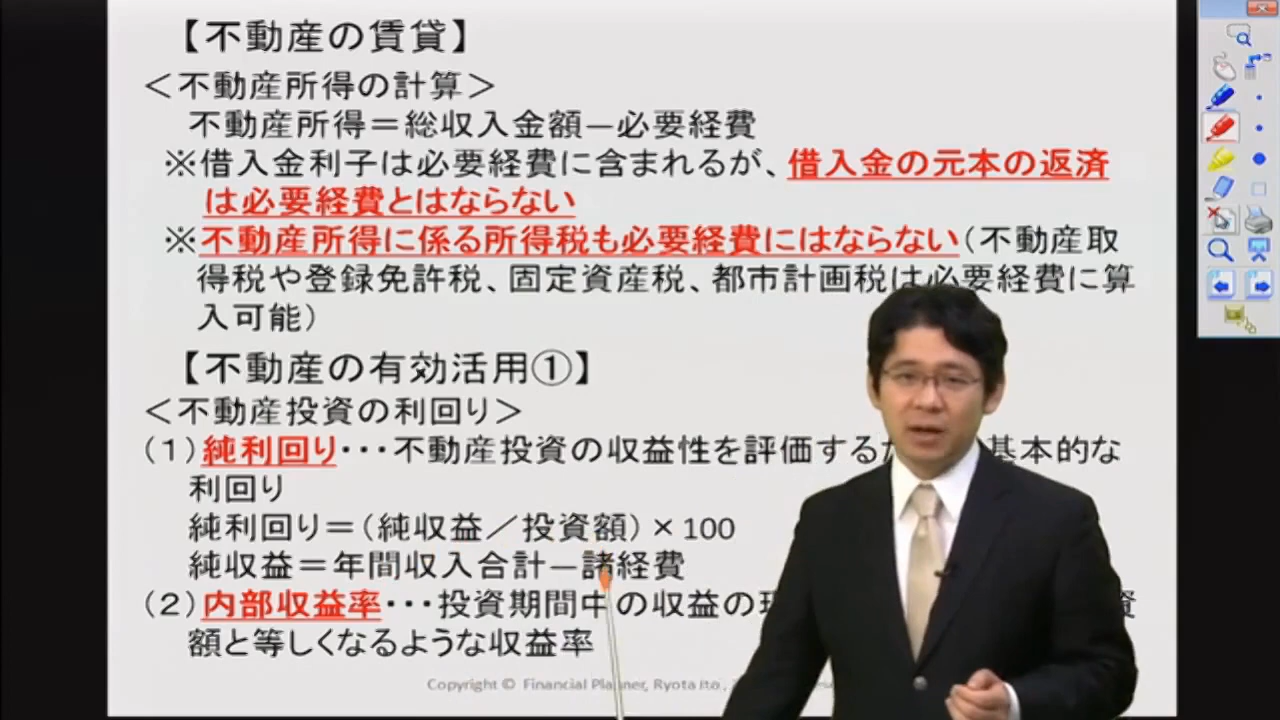 【不動産の賃貸】
＜不動産所得の計算＞
不動産所得＝総収入金額―必要経費
※借入金利子は必要経費に含まれるが、借入金の元本の返済
は必要経費とはならない
※不動産所得に係る所得税も必要経費にはならない（不動産取
得税や登録免許税、固定資産税、都市計画税は必要経費に算
入可能）
【不動産の有効活用①】
＜不動産投資の利回り＞
（１）純利回り・・・不動産投資の収益性を評価する 基本的な
利回り
純利回り＝（純収益／投資額）×100
純収益＝年間収入合計―諸経費
（２）内部収益率・・・投資期間中の収益の
額と等しくなるような収益率
Copyright © Financial Planner, Ryota Ito,